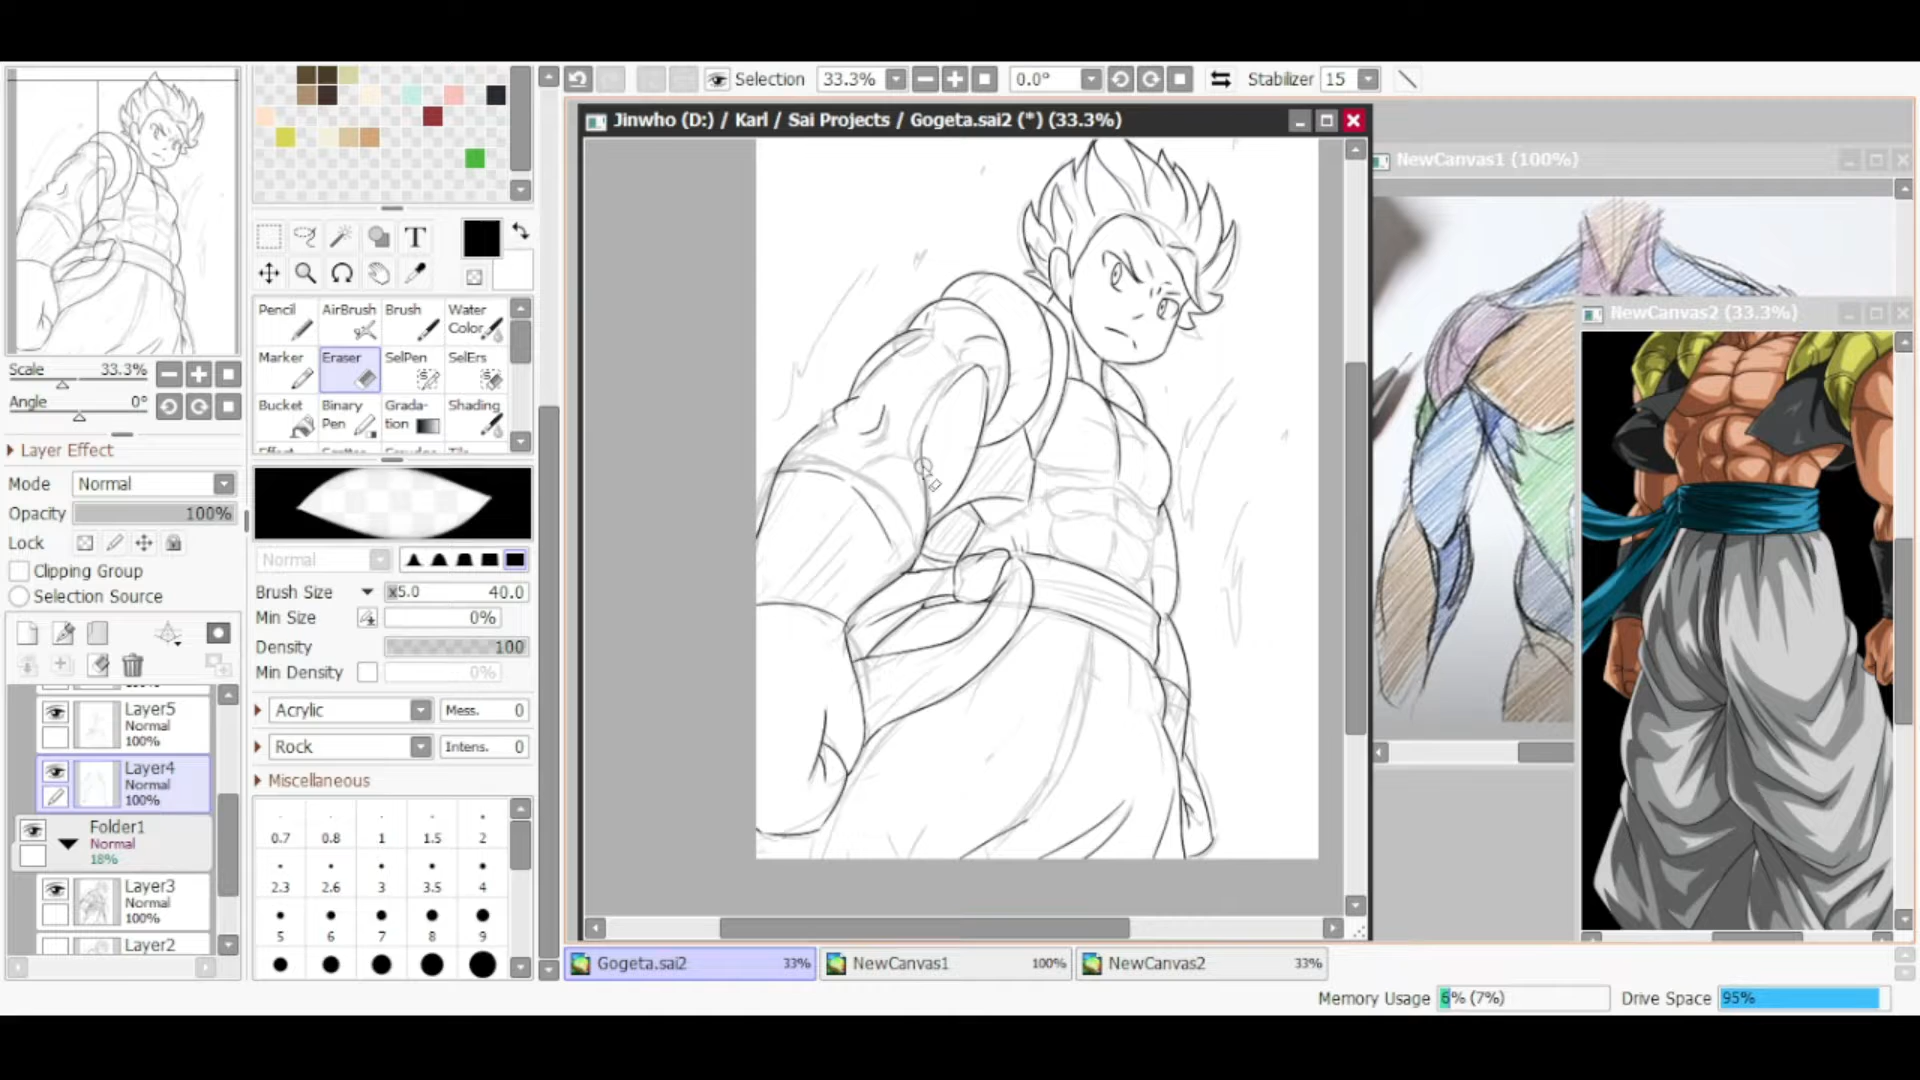 Selection 33.3% 0.0° Stabilizer 15
Jinwho (D:) / Karl / Sai Projects / Gogeta.sai2 (*) (33.3%)
NewCanvas1 (100%)
NewCanvas2 (33.3%)
Scale 33.3%
Angle 0°
Layer Effect
Mode Normal
Opacity 100%
Lock
Clipping Group
Selection Source
Layer5
Normal
100%
Layer4
Normal
100%
Folder1
Normal
18%
Layer3
Normal
100%
Layer2
T
Pencil AirBrush Brush Water
Color
Marker Eraser SelPen SelErs
Bucket Binary Grada- Shading
Pen tion
Normal
Brush Size x5.0 40.0
Min Size 0%
Density 100
Min Density 0%
Acrylic Mess. 0
Rock Intens. 0
Miscellaneous
0.7 0.8 1 1.5 2
2.3 2.6 3 3.5 4
5 6 7 8 9
Gogeta.sai2 33% NewCanvas1 100% NewCanvas2 33%
Memory Usage 6% (7%) Drive Space 95%